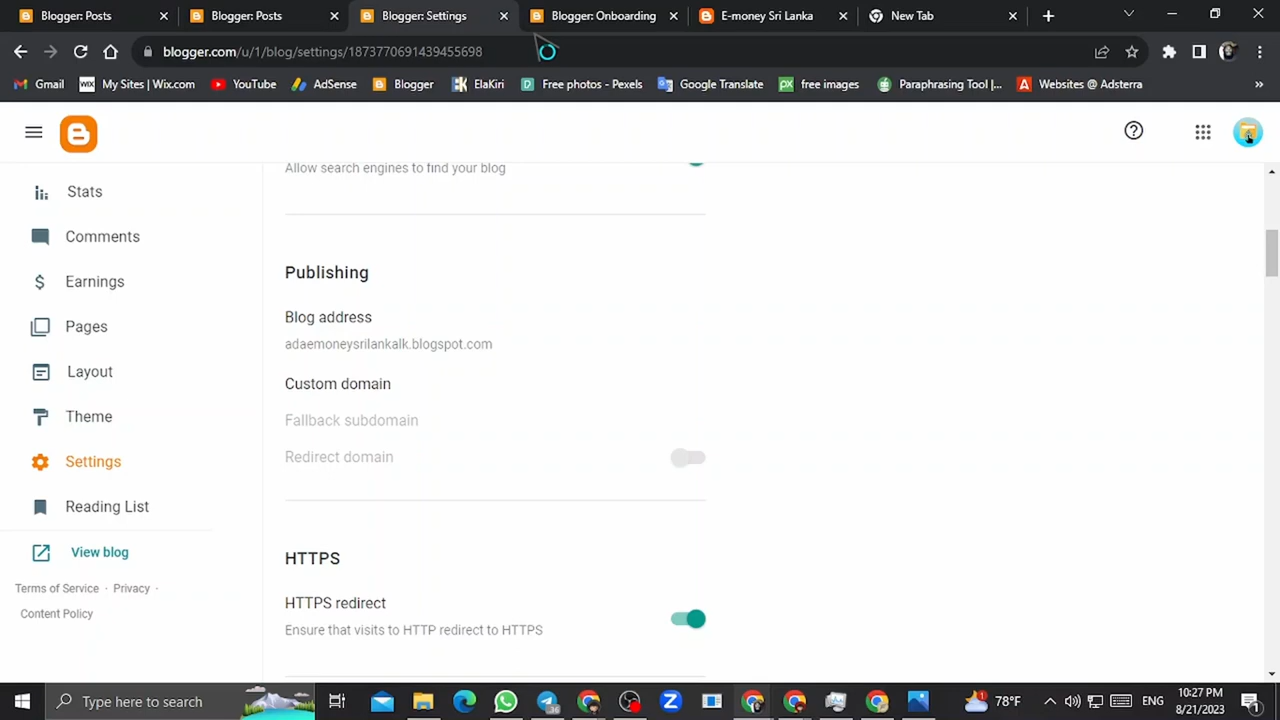 Blogger: Posts
Blogger: Posts
Blogger: Settings
Blogger: Onboarding
E-money Sri Lanka
New Tab
blogger.com/u/1/blog/settings/1873770691439455698
Gmail
My Sites | Wix.com
YouTube
AdSense
Blogger
ElaKiri
Free photos - Pexels
Google Translate
free images
Paraphrasing Tool |...
Websites @ Adsterra
»
Stats
Comments
Earnings
Pages
Layout
Theme
Settings
Reading List
View blog
Terms of Service · Privacy ·
Content Policy
Allow search engines to find your blog
Publishing
Blog address
adaemoneysrilankalk.blogspot.com
Custom domain
Fallback subdomain
Redirect domain
HTTPS
HTTPS redirect
Ensure that visits to HTTP redirect to HTTPS
Type here to search
78°F
ENG
10:27 PM
8/21/2023